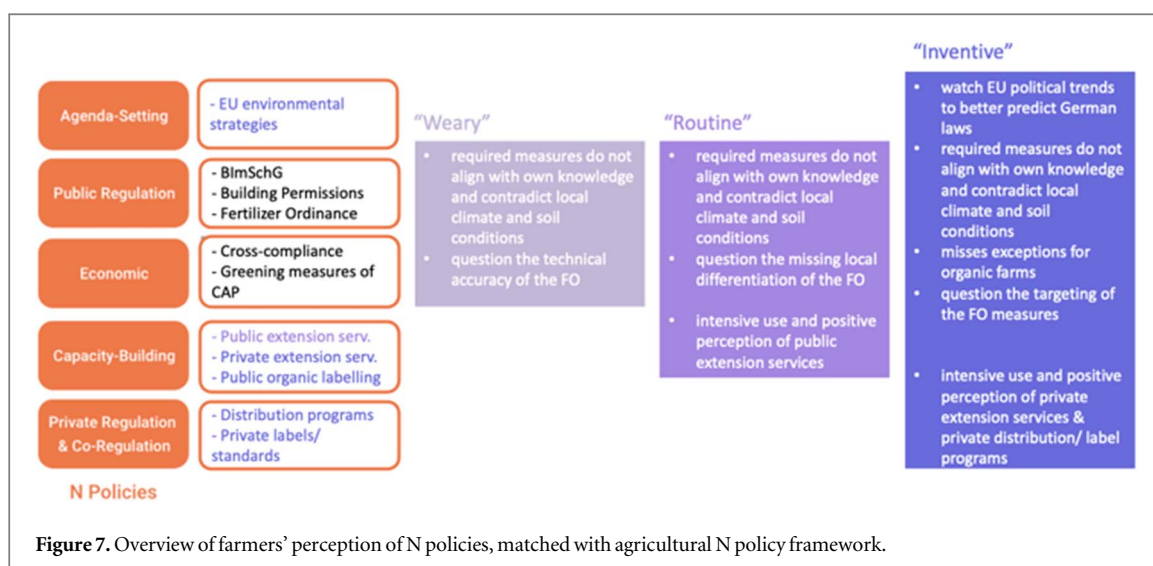 Agenda-Setting
- EU environmental
strategies
Public Regulation
- BImSchG
- Building Permissions
- Fertilizer Ordinance
Economic
- Cross-compliance
- Greening measures of
CAP
Capacity-Building
- Public extension serv.
- Private extension serv.
- Public organic labelling
Private Regulation
& Co-Regulation
- Distribution programs
- Private labels/
standards
N Policies
"Weary"
• required measures do not
align with own knowledge
and contradict local
climate and soil
conditions
• question the technical
accuracy of the FO
"Routine"
• required measures do not
align with own knowledge
and contradict local
climate and soil
conditions
• question the missing local
differentiation of the FO
• intensive use and positive
perception of public
extension services
"Inventive"
• watch EU political trends
to better predict German
laws
• required measures do not
align with own knowledge
and contradict local
climate and soil
conditions
• misses exceptions for
organic farms
• question the targeting of
the FO measures
• intensive use and positive
perception of private
extension services &
private distribution/ label
programs
Figure 7. Overview of farmers' perception of N policies, matched with agricultural N policy framework.